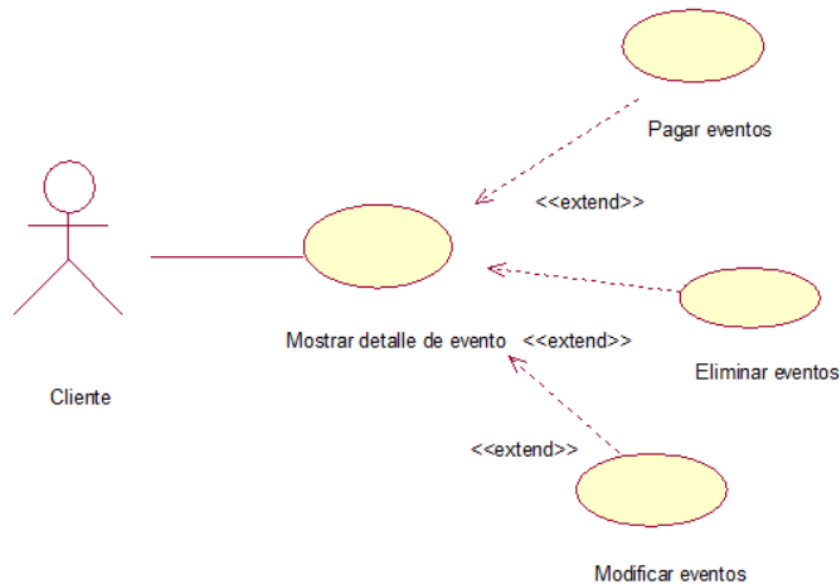 Pagar eventos
<<extend>>
Mostrar detalle de evento
<<extend>>
Eliminar eventos
Cliente
<<extend>>
Modificar eventos